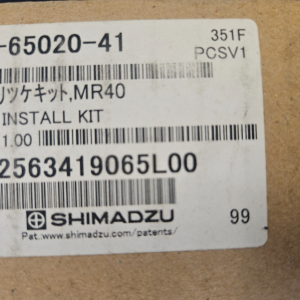 -65020-41
351F
PCSV1
リツケキット,MR40
INSTALL KIT
1.00
2563419065L00
SHIMADZU
99
Pat.:www.shimadzu.com/patents/